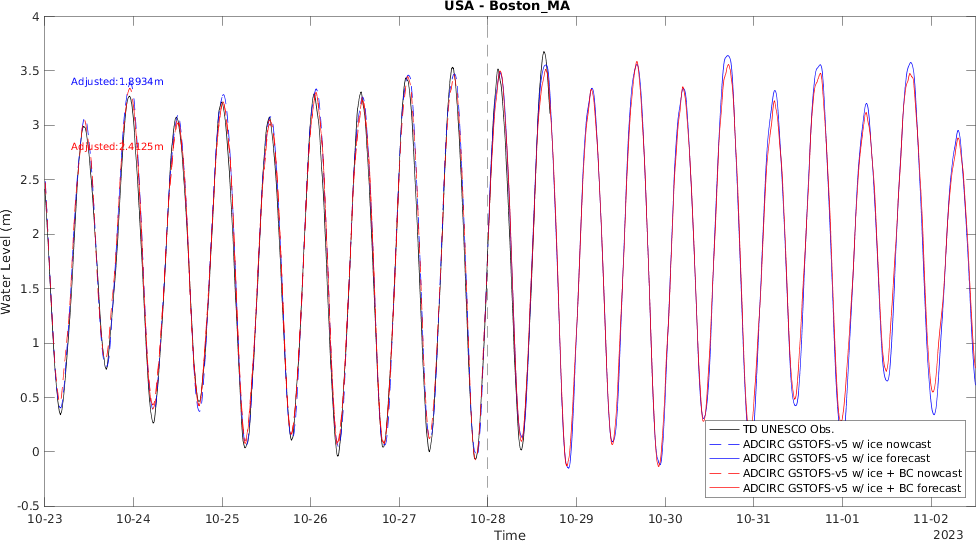 USA - Boston_MA
4
3.5
3
2.5
2
1.5
1
0.5
0
-0.5
Water Level (m)
Adjusted:1.8934m
Adjusted:2.4125m
TD UNESCO Obs.
ADCIRC GSTOFS-v5 w/ ice nowcast
ADCIRC GSTOFS-v5 w/ ice forecast
ADCIRC GSTOFS-v5 w/ ice + BC nowcast
ADCIRC GSTOFS-v5 w/ ice + BC forecast
10-23 10-24 10-25 10-26 10-27 10-28 10-29 10-30 10-31 11-01 11-02
Time
2023